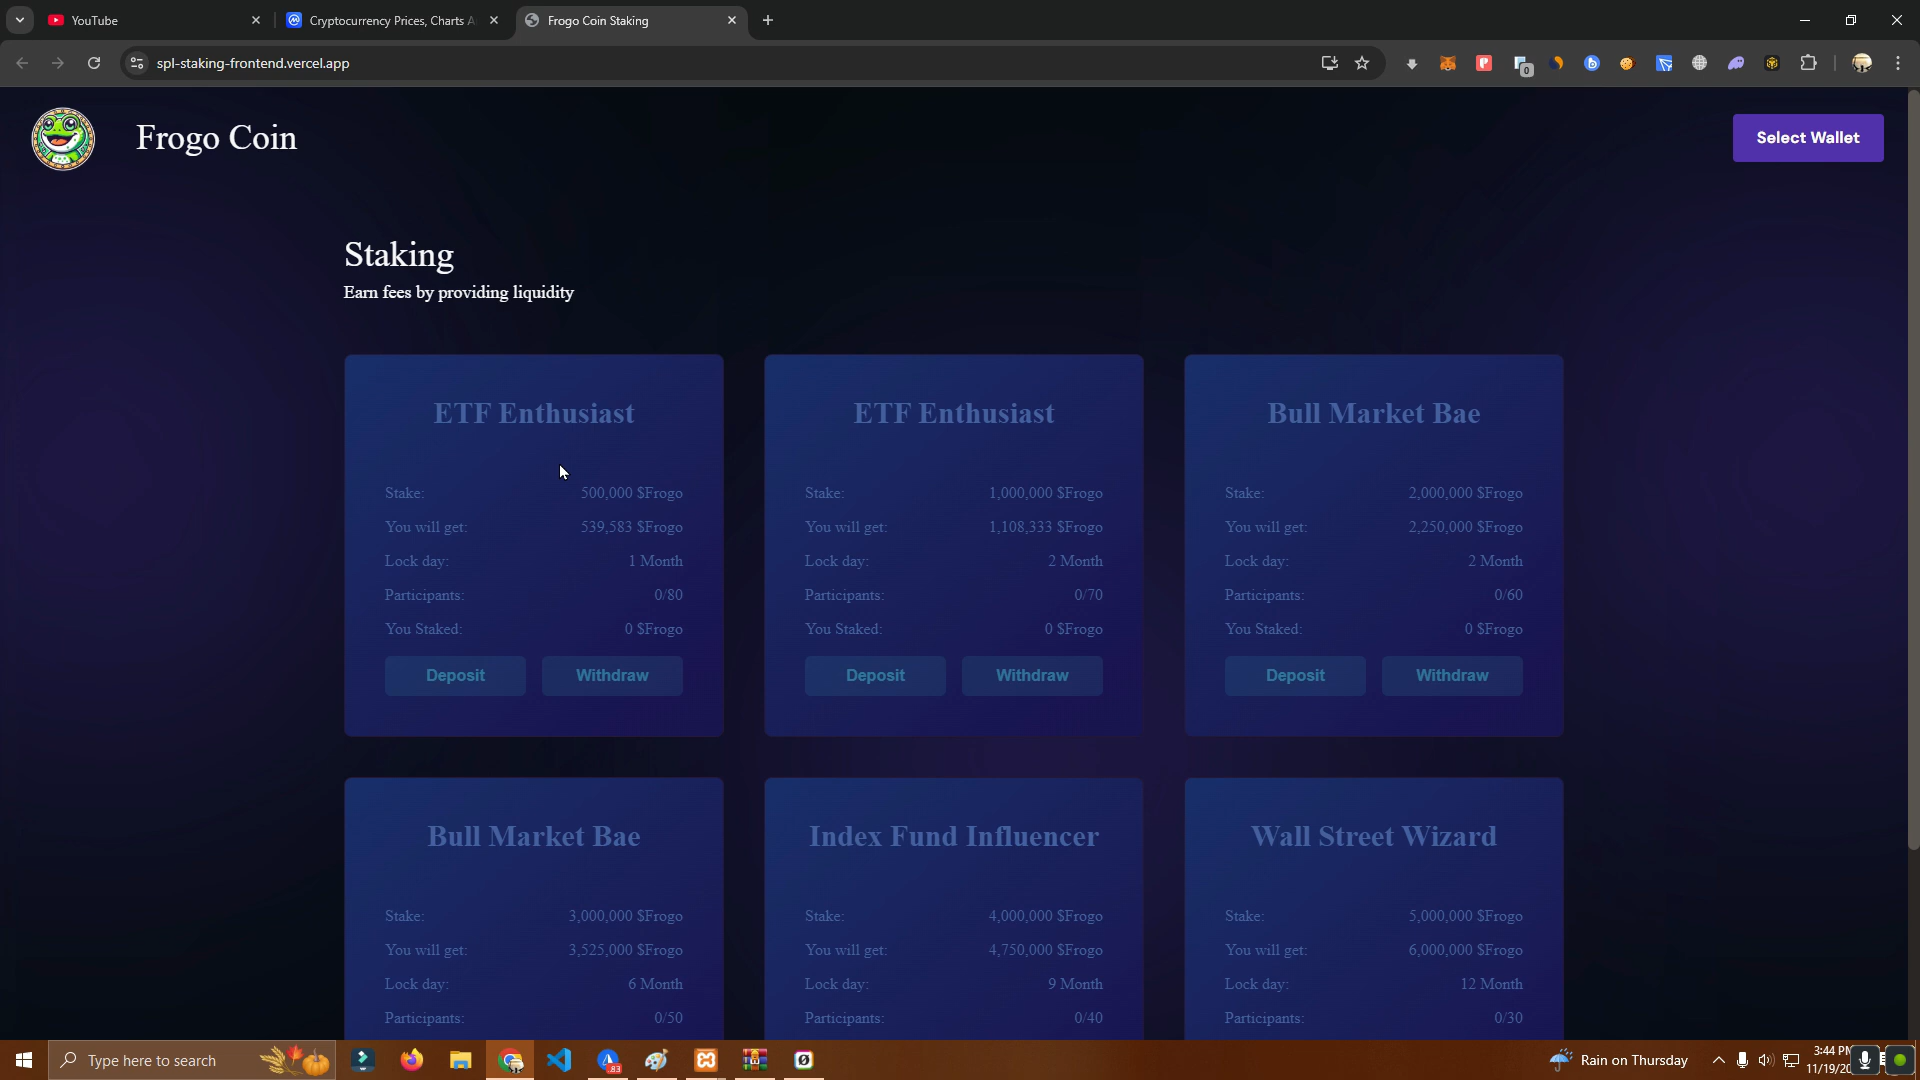 YouTube
Cryptocurrency Prices, Charts A
Frogo Coin Staking
spl-staking-frontend.vercel.app
0
Frogo Coin
Select Wallet
Staking
Earn fees by providing liquidity
ETF Enthusiast
Stake: 500,000 $Frogo
You will get: 539,583 $Frogo
Lock day: 1 Month
Participants: 0/80
You Staked: 0 $Frogo
Deposit Withdraw
ETF Enthusiast
Stake: 1,000,000 $Frogo
You will get: 1,108,333 $Frogo
Lock day: 2 Month
Participants: 0/70
You Staked: 0 $Frogo
Deposit Withdraw
Bull Market Bae
Stake: 2,000,000 $Frogo
You will get: 2,250,000 $Frogo
Lock day: 2 Month
Participants: 0/60
You Staked: 0 $Frogo
Deposit Withdraw
Bull Market Bae
Stake: 3,000,000 $Frogo
You will get: 3,525,000 $Frogo
Lock day: 6 Month
Participants: 0/50
Index Fund Influencer
Stake: 4,000,000 $Frogo
You will get: 4,750,000 $Frogo
Lock day: 9 Month
Participants: 0/40
Wall Street Wizard
Stake: 5,000,000 $Frogo
You will get: 6,000,000 $Frogo
Lock day: 12 Month
Participants: 0/30
Type here to search
83
Rain on Thursday
3:44 PM
11/19/20